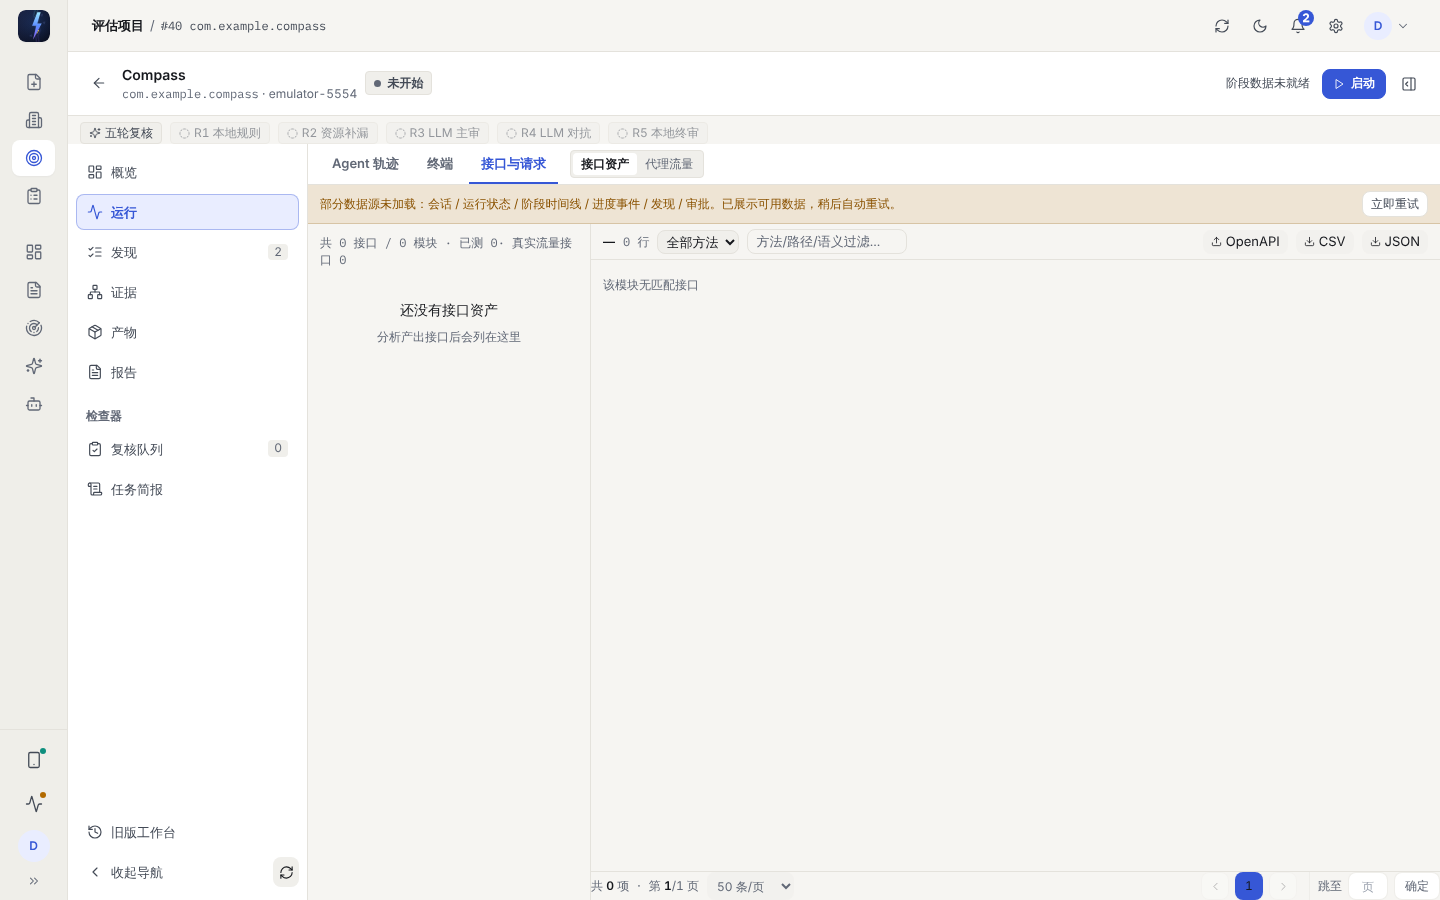 评估项目 / #40 com.example.compass
2
D
Compass
com.example.compass · emulator-5554
未开始
阶段数据未就绪
启动
五轮复核
R1 本地规则
R2 资源补漏
R3 LLM 主审
R4 LLM 对抗
R5 本地终审
概览
运行
发现 2
证据
产物
报告
检查器
复核队列 0
任务简报
旧版工作台
收起导航
D
Agent 轨迹
终端
接口与请求
接口资产
代理流量
部分数据源未加载：会话 / 运行状态 / 阶段时间线 / 进度事件 / 发现 / 审批。已展示可用数据，稍后自动重试。
立即重试
共 0 接口 / 0 模块 · 已测 0· 真实流量接
口 0
还没有接口资产
分析产出接口后会列在这里
— 0 行
全部方法
方法/路径/语义过滤...
OpenAPI
CSV
JSON
该模块无匹配接口
共 0 项 · 第 1/1 页
50 条/页
1
跳至
页
确定